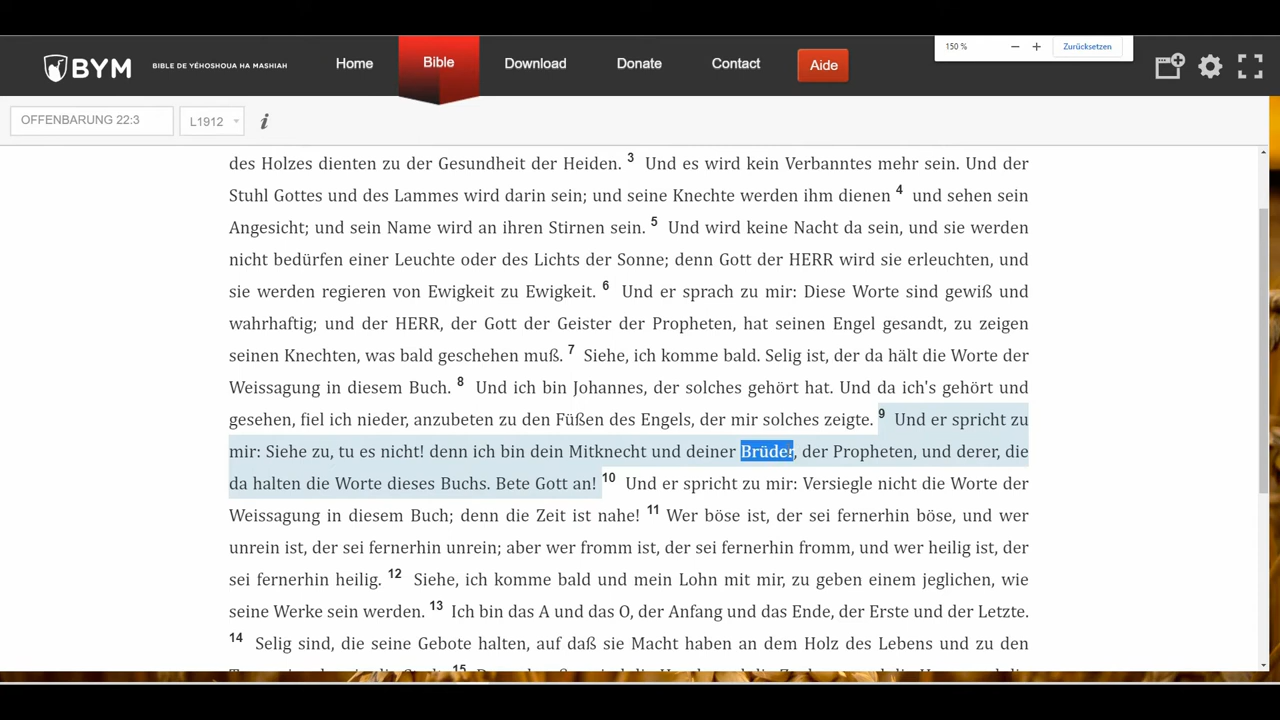 BYM BIBLE DE YÉHOSHOUA HA MASHIAH Home Bible Download Donate Contact Aide
150 % − + Zurücksetzen
OFFENBARUNG 22:3 L1912 i
des Holzes dienten zu der Gesundheit der Heiden. 3 Und es wird kein Verbanntes mehr sein. Und der
Stuhl Gottes und des Lammes wird darin sein; und seine Knechte werden ihm dienen 4 und sehen sein
Angesicht; und sein Name wird an ihren Stirnen sein. 5 Und wird keine Nacht da sein, und sie werden
nicht bedürfen einer Leuchte oder des Lichts der Sonne; denn Gott der HERR wird sie erleuchten, und
sie werden regieren von Ewigkeit zu Ewigkeit. 6 Und er sprach zu mir: Diese Worte sind gewiß und
wahrhaftig; und der HERR, der Gott der Geister der Propheten, hat seinen Engel gesandt, zu zeigen
seinen Knechten, was bald geschehen muß. 7 Siehe, ich komme bald. Selig ist, der da hält die Worte der
Weissagung in diesem Buch. 8 Und ich bin Johannes, der solches gehört hat. Und da ich's gehört und
gesehen, fiel ich nieder, anzubeten zu den Füßen des Engels, der mir solches zeigte. 9 Und er spricht zu
mir: Siehe zu, tu es nicht! denn ich bin dein Mitknecht und deiner Brüder, der Propheten, und derer, die
da halten die Worte dieses Buchs. Bete Gott an! 10 Und er spricht zu mir: Versiegle nicht die Worte der
Weissagung in diesem Buch; denn die Zeit ist nahe! 11 Wer böse ist, der sei fernerhin böse, und wer
unrein ist, der sei fernerhin unrein; aber wer fromm ist, der sei fernerhin fromm, und wer heilig ist, der
sei fernerhin heilig. 12 Siehe, ich komme bald und mein Lohn mit mir, zu geben einem jeglichen, wie
seine Werke sein werden. 13 Ich bin das A und das O, der Anfang und das Ende, der Erste und der Letzte.
14 Selig sind, die seine Gebote halten, auf daß sie Macht haben an dem Holz des Lebens und zu den
15